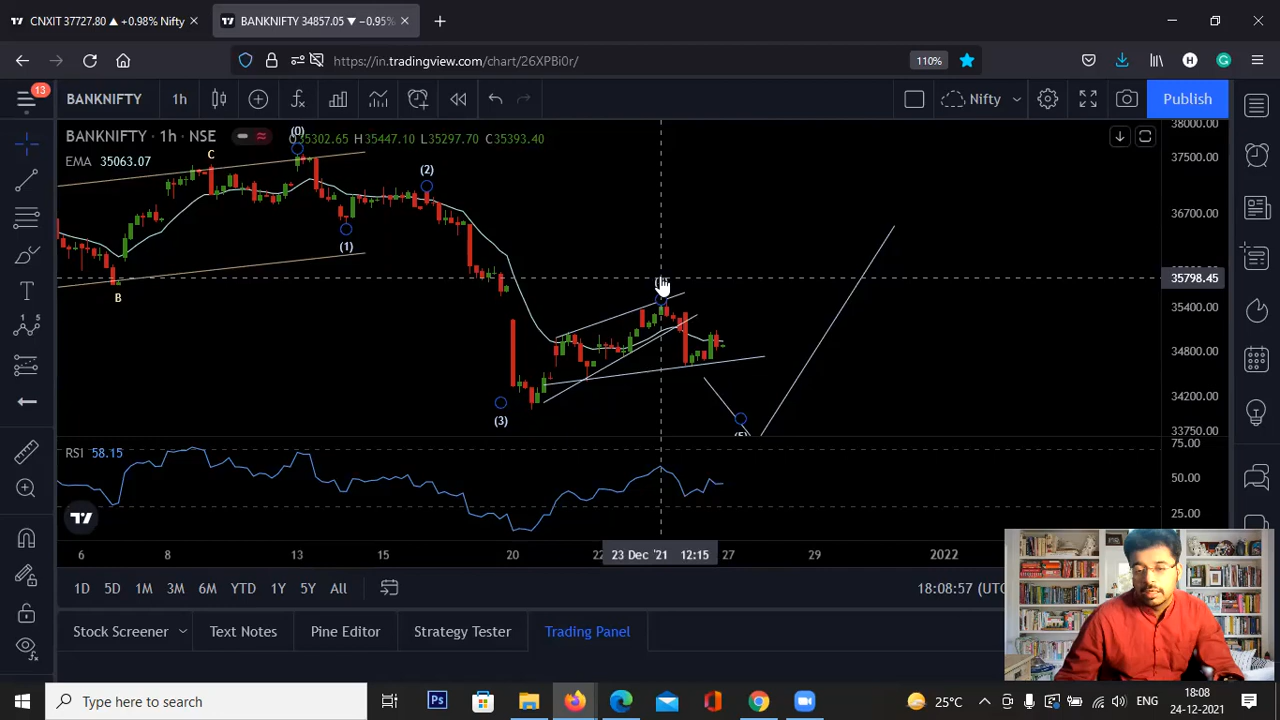 CNXIT 37727.80 ▲ +0.98% Nifty
BANKNIFTY 34857.05 ▼ −0.95%
https://in.tradingview.com/chart/26XPBi0r/
110%
H
13
BANKNIFTY
1h
Nifty
Publish
BANKNIFTY · 1h · NSE
O35302.65 H35447.10 L35297.70 C35393.40
EMA 35063.07
C
B
(0)
(1)
(2)
(3)
(5)
38000.00
37500.00
36700.00
35798.45
35400.00
34800.00
34200.00
33750.00
RSI 58.15
75.00
50.00
25.00
6
8
13
15
20
22
23 Dec '21 12:15
27
29
2022
1D
5D
1M
3M
6M
YTD
1Y
5Y
All
18:08:57 (UTC
Stock Screener
Text Notes
Pine Editor
Strategy Tester
Trading Panel
Type here to search
Ps
25°C
ENG
18:08
24-12-2021